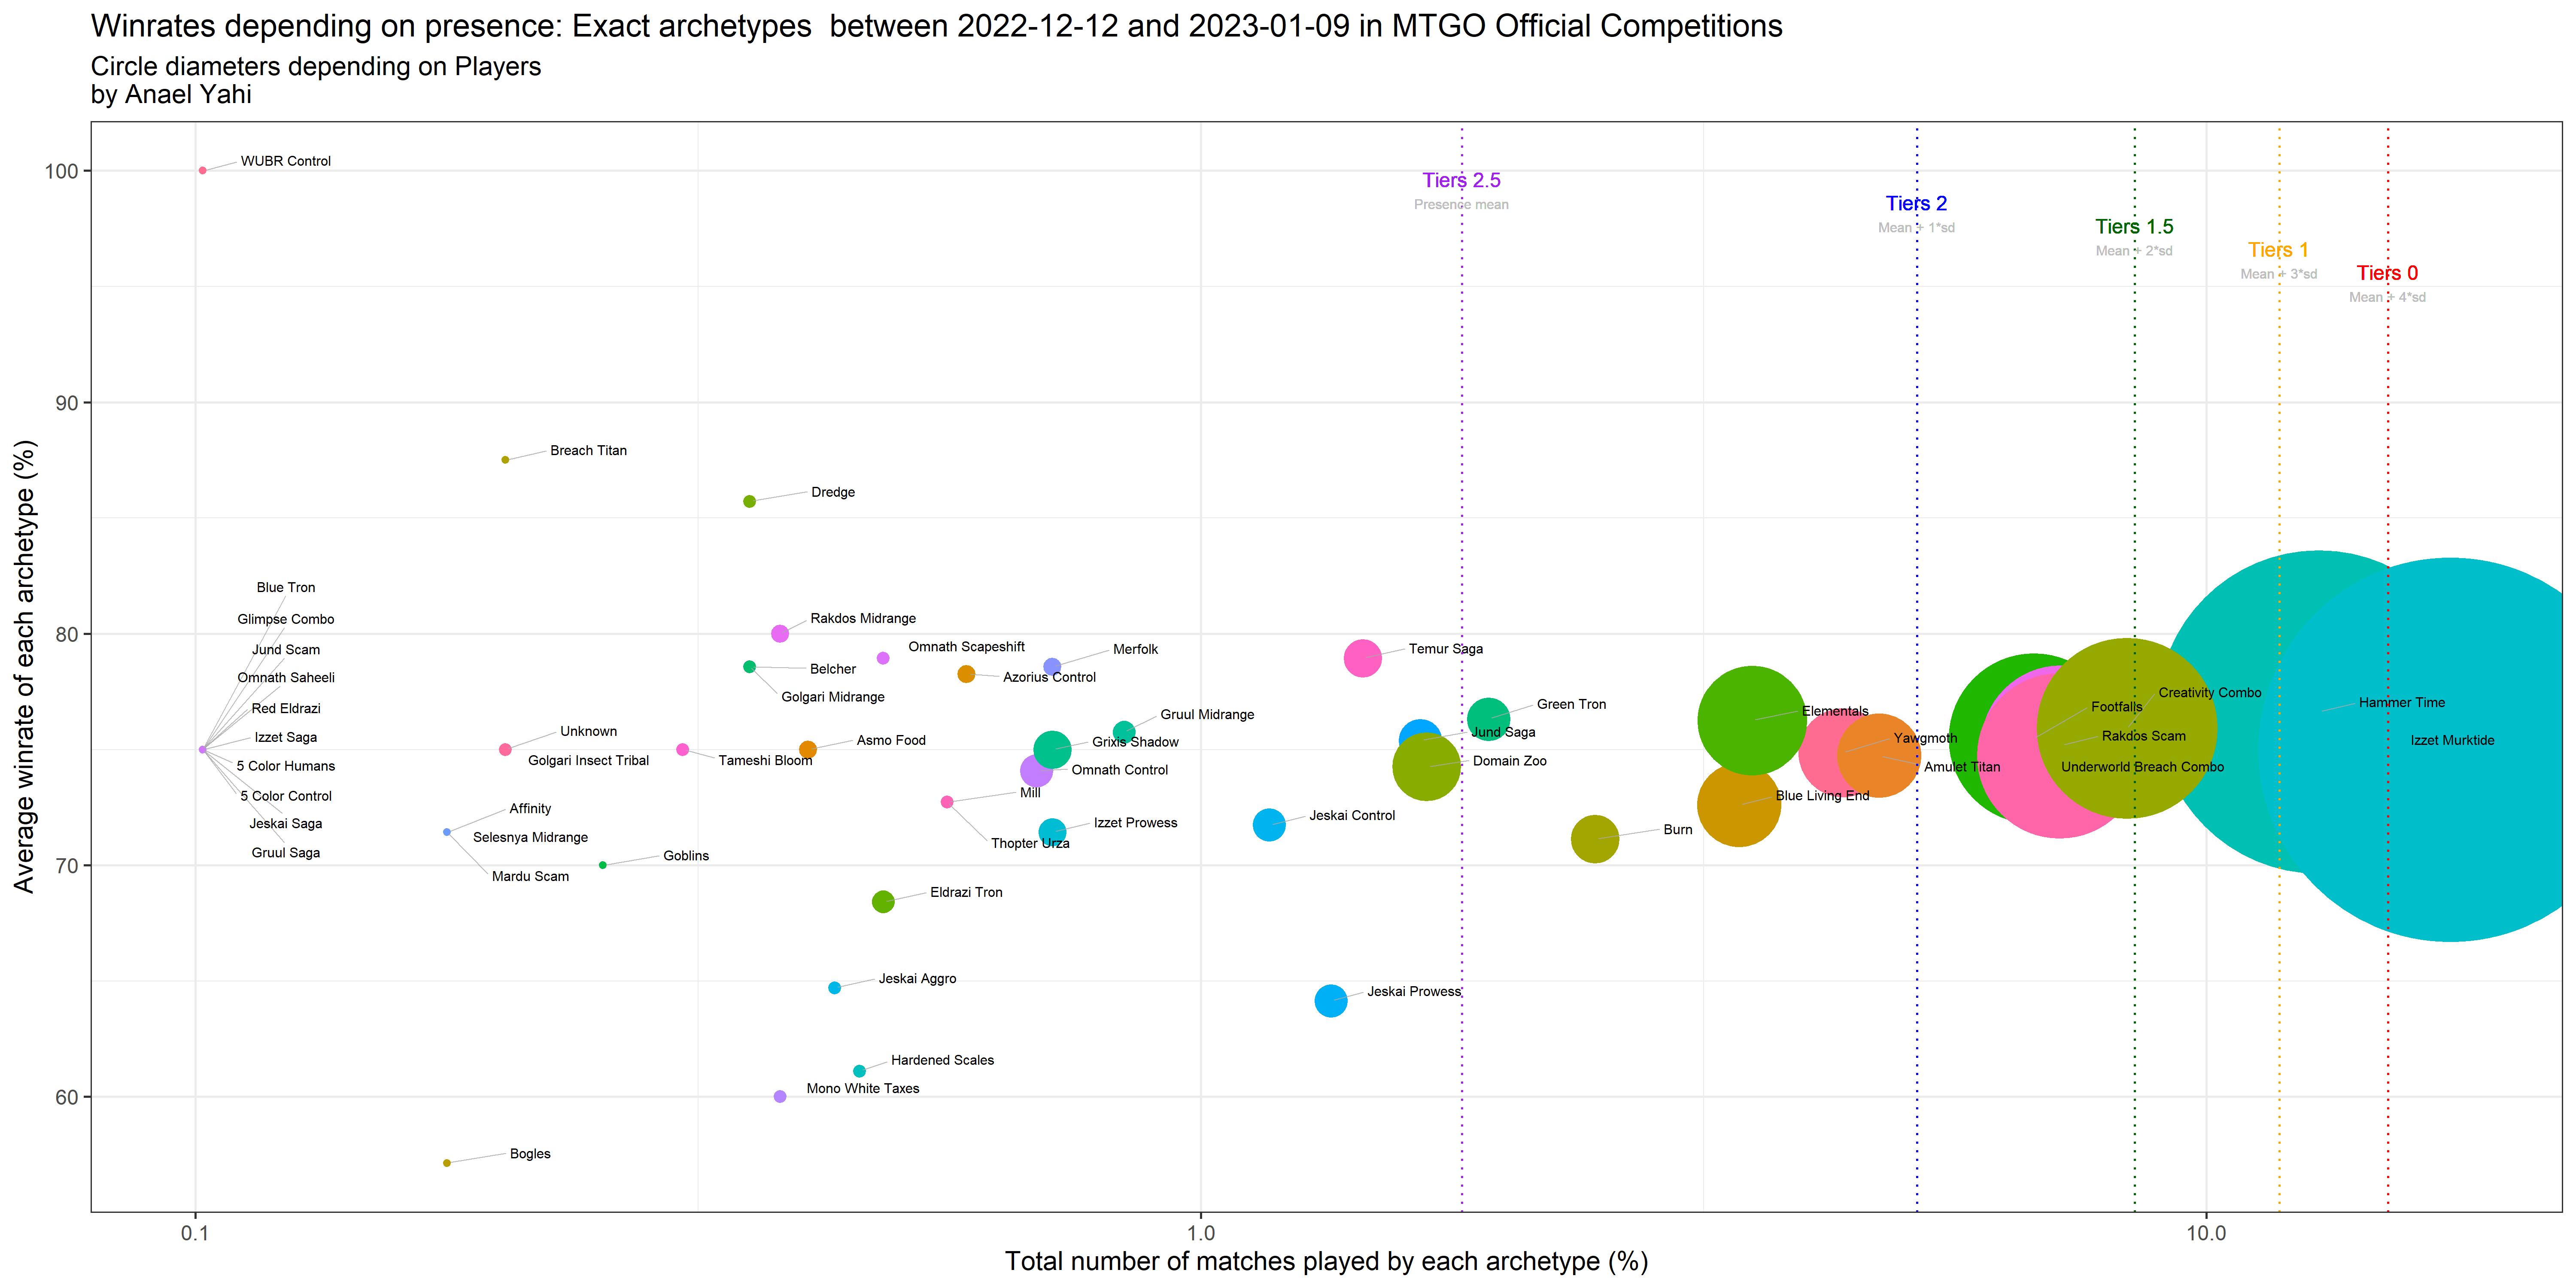 Winrates depending on presence: Exact archetypes  between 2022-12-12 and 2023-01-09 in MTGO Official Competitions
Circle diameters depending on Players
by Anael Yahi
Average winrate of each archetype (%)
100
90
80
70
60
WUBR Control
Tiers 2.5
Presence mean
Tiers 2
Mean + 1*sd
Tiers 1.5
Mean + 2*sd
Tiers 1
Mean + 3*sd
Tiers 0
Mean + 4*sd
Breach Titan
Dredge
Blue Tron
Glimpse Combo
Jund Scam
Omnath Saheeli
Red Eldrazi
Izzet Saga
5 Color Humans
5 Color Control
Jeskai Saga
Gruul Saga
Rakdos Midrange
Omnath Scapeshift
Merfolk
Belcher
Azorius Control
Golgari Midrange
Gruul Midrange
Unknown
Golgari Insect Tribal
Tameshi Bloom
Asmo Food
Grixis Shadow
Omnath Control
Mill
Affinity
Selesnya Midrange
Mardu Scam
Goblins
Thopter Urza
Izzet Prowess
Eldrazi Tron
Jeskai Aggro
Hardened Scales
Mono White Taxes
Bogles
Temur Saga
Green Tron
Jund Saga
Domain Zoo
Jeskai Control
Burn
Jeskai Prowess
Elementals
Yawgmoth
Amulet Titan
Blue Living End
Creativity Combo
Footfalls
Rakdos Scam
Underworld Breach Combo
Hammer Time
Izzet Murktide
0.1
1.0
10.0
Total number of matches played by each archetype (%)